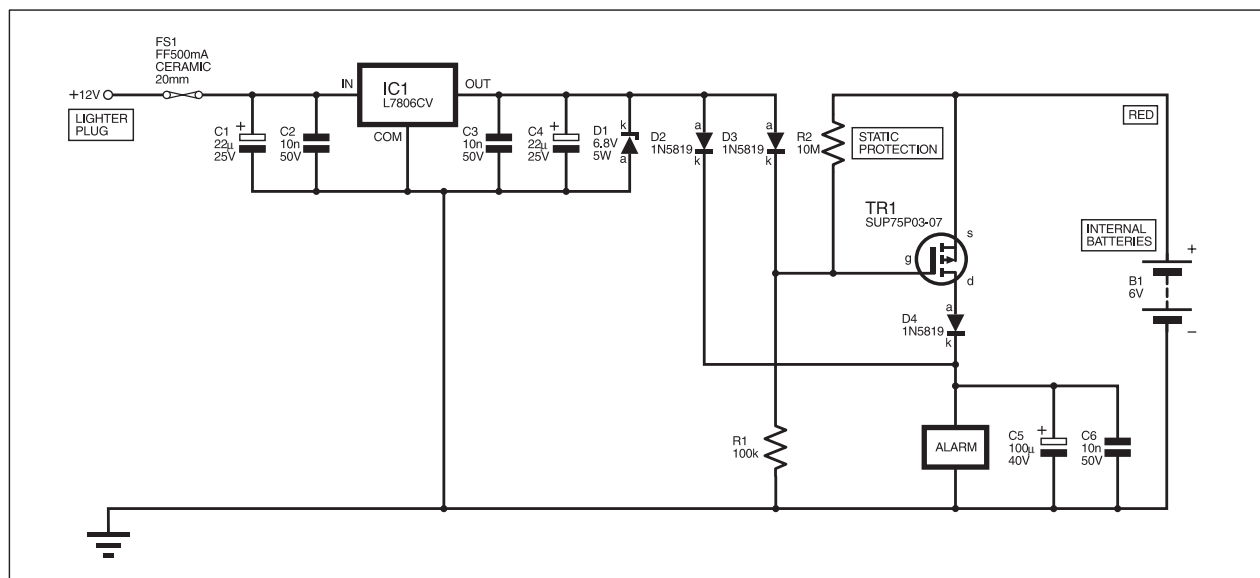 FS1
FF500mA
CERAMIC
20mm
+12V
LIGHTER
PLUG
C1
22µ
25V
+
C2
10n
50V
IN
IC1
L7806CV
OUT
COM
C3
10n
50V
C4
22µ
25V
+
D1
6.8V
5W
k
a
D2
1N5819
a
k
D3
1N5819
a
k
R2
10M
STATIC
PROTECTION
RED
TR1
SUP75P03-07
s
g
d
INTERNAL
BATTERIES
+
B1
6V
–
D4
1N5819
a
k
R1
100k
ALARM
C5
100µ
40V
+
C6
10n
50V